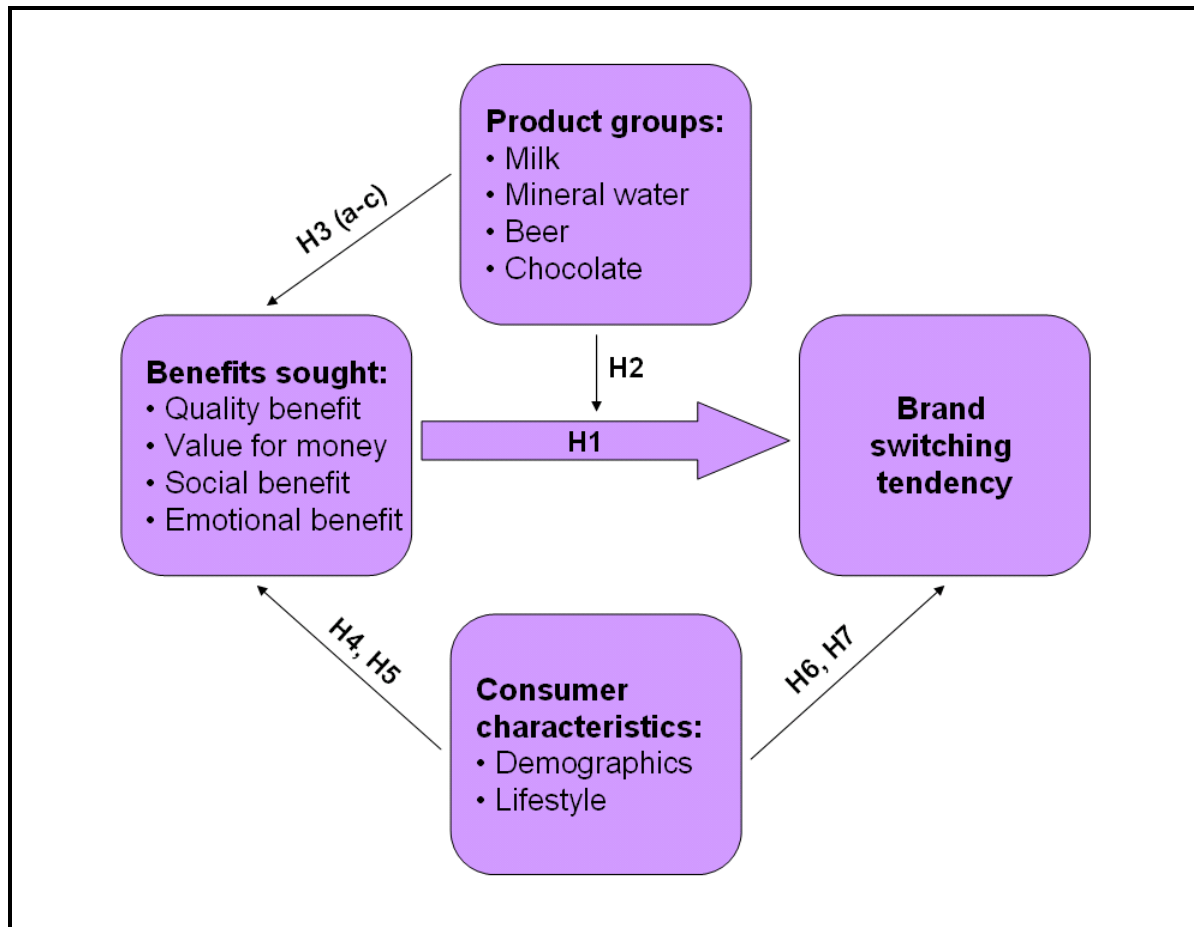 Product groups:
• Milk
• Mineral water
• Beer
• Chocolate
H3 (a-c)
H2
Benefits sought:
• Quality benefit
• Value for money
• Social benefit
• Emotional benefit
H1
Brand
switching
tendency
H4, H5
H6, H7
Consumer
characteristics:
• Demographics
• Lifestyle